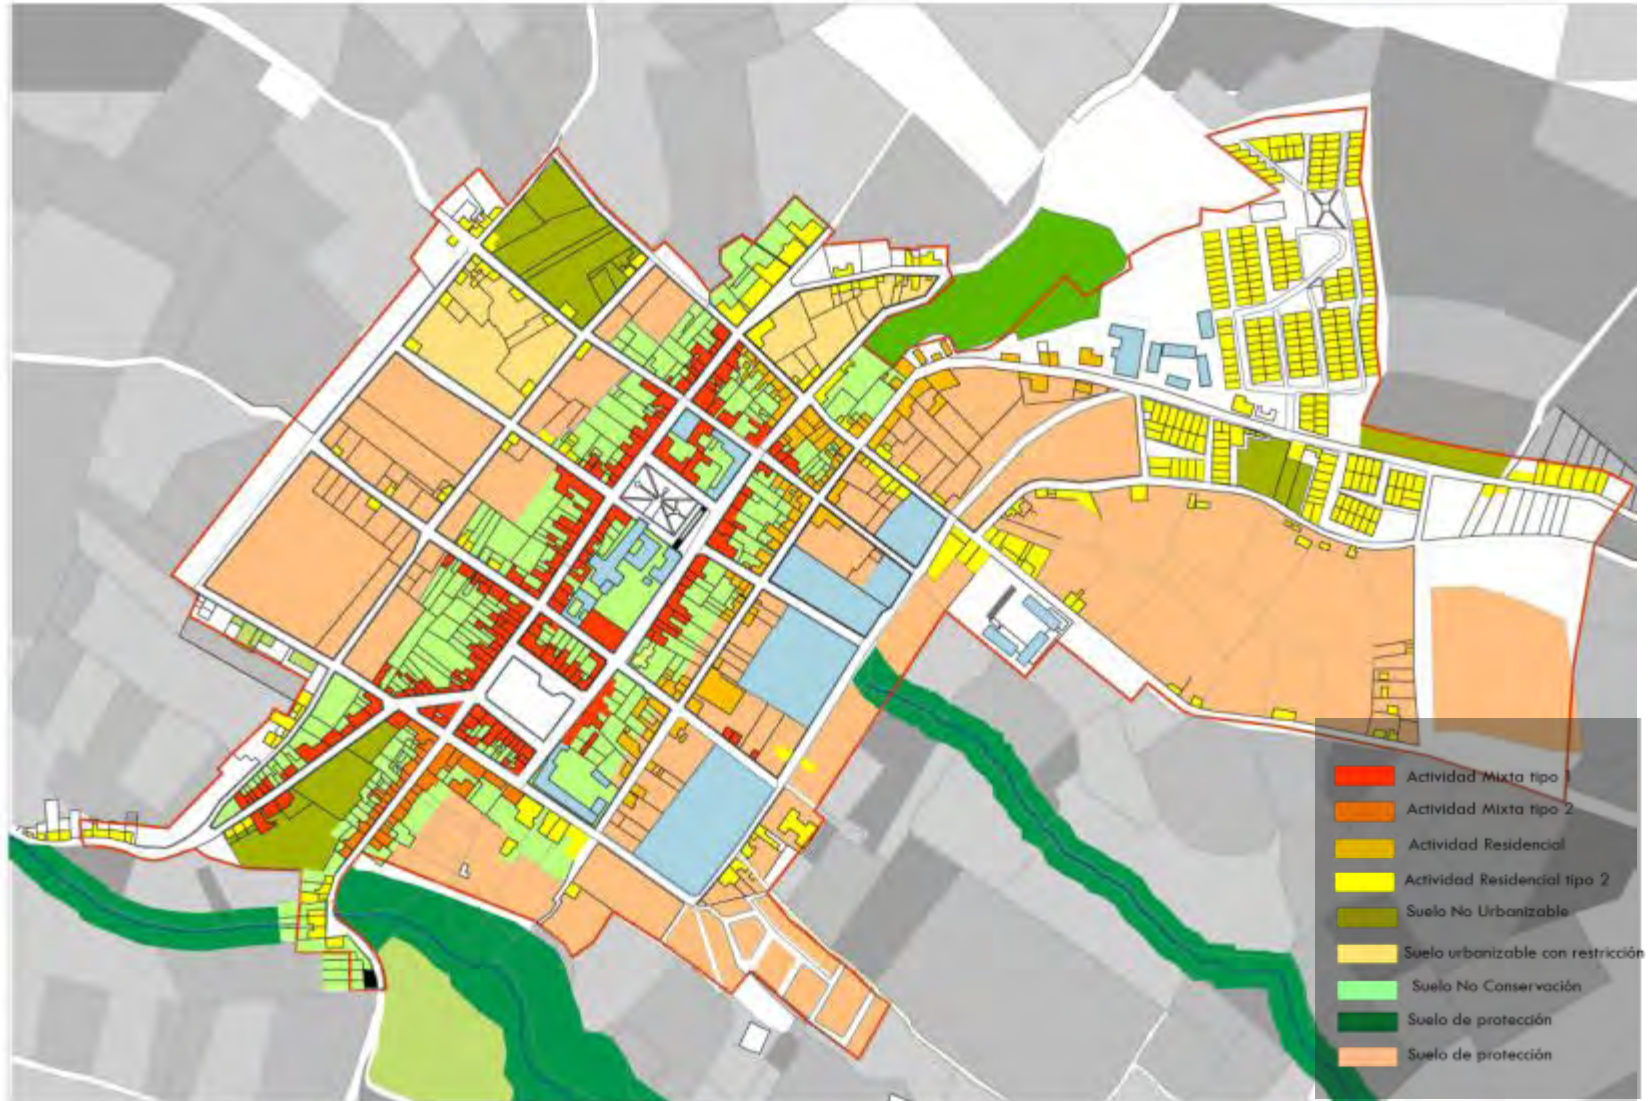 Actividad Mixta tipo 1
Actividad Mixta tipo 2
Actividad Residencial
Actividad Residencial tipo 2
Suelo No Urbanizable
Suelo urbanizable con restricción
Suelo No Conservación
Suelo de protección
Suelo de protección